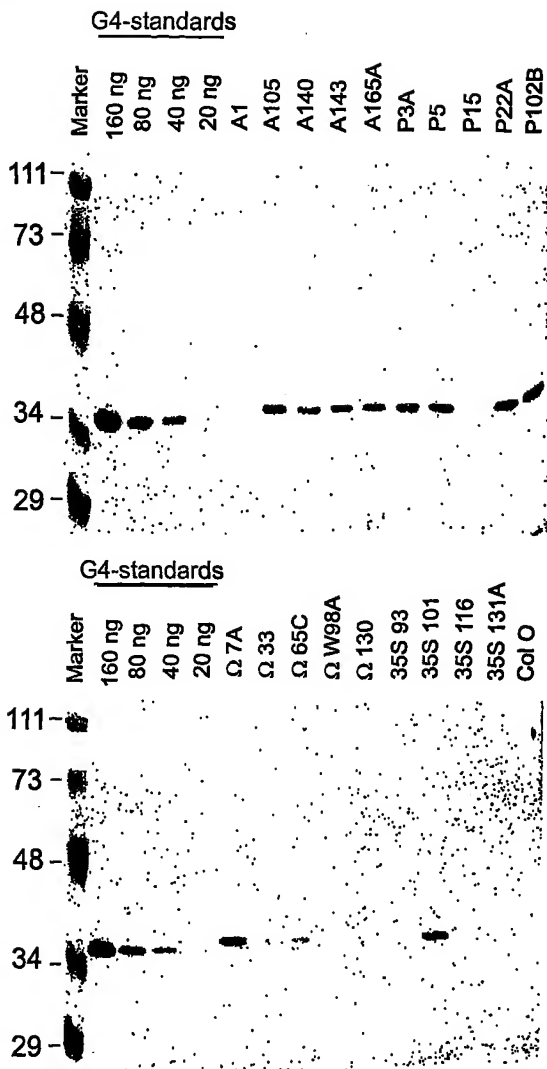 G4-standards
Marker
160 ng
80 ng
40 ng
20 ng
A1
A105
A140
A143
A165A
P3A
P5
P15
P22A
P102B
111
73
48
34
29
G4-standards
Marker
160 ng
80 ng
40 ng
20 ng
Ω 7A
Ω 33
Ω 65C
Ω W98A
Ω 130
35S 93
35S 101
35S 116
35S 131A
Col O
111
73
48
34
29